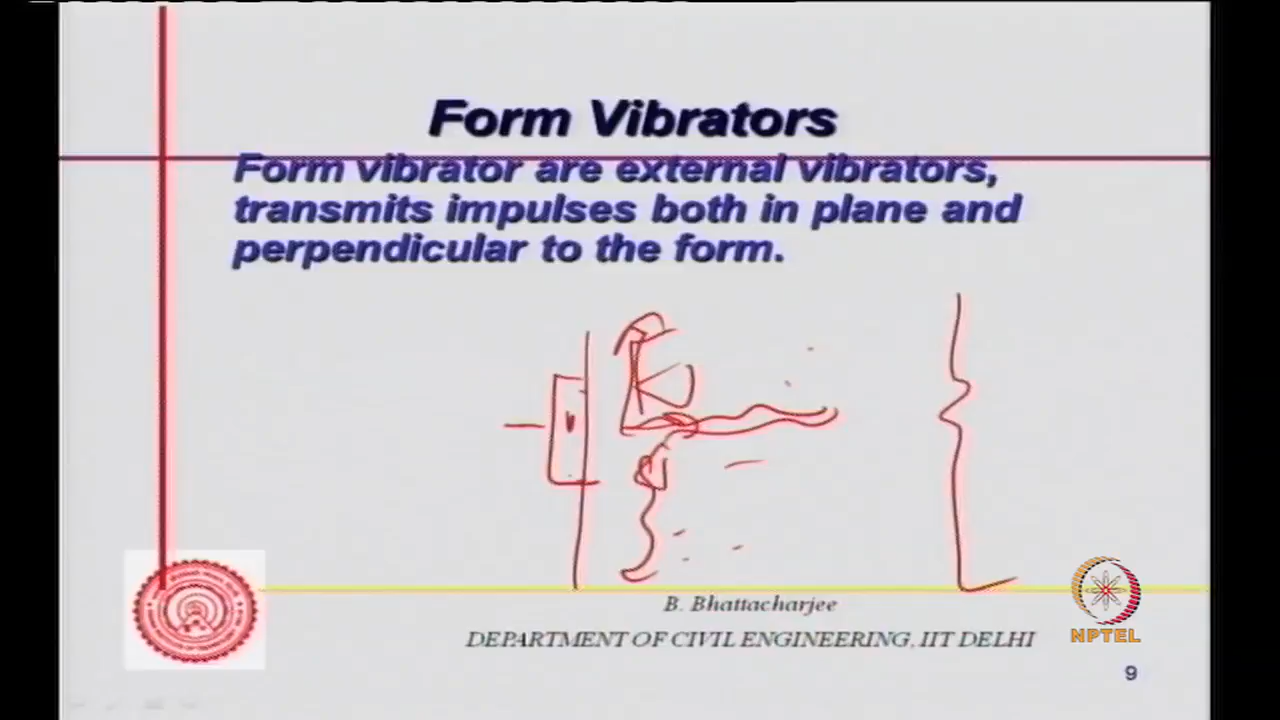 Form Vibrators
Form vibrator are external vibrators,
transmits impulses both in plane and
perpendicular to the form.
B. Bhattacharjee
DEPARTMENT OF CIVIL ENGINEERING, IIT DELHI
NPTEL
9